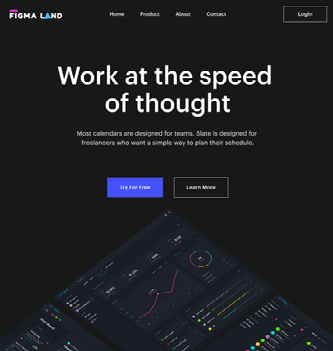 FIGMA LAND
Home
Product
About
Contact
Login
Work at the speed
of thought
Most calendars are designed for teams. Slate is designed for
freelancers who want a simple way to plan their schedule.
Try For Free
Learn More